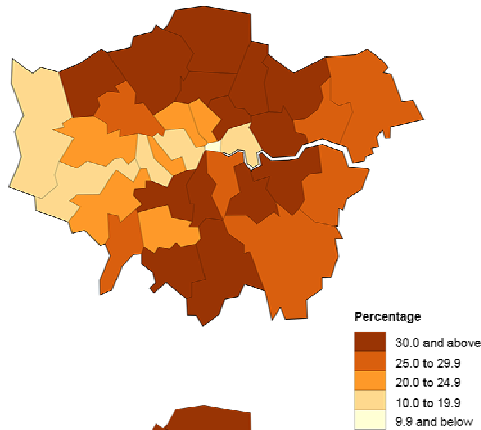 Percentage
30.0 and above
25.0 to 29.9
20.0 to 24.9
10.0 to 19.9
9.9 and below